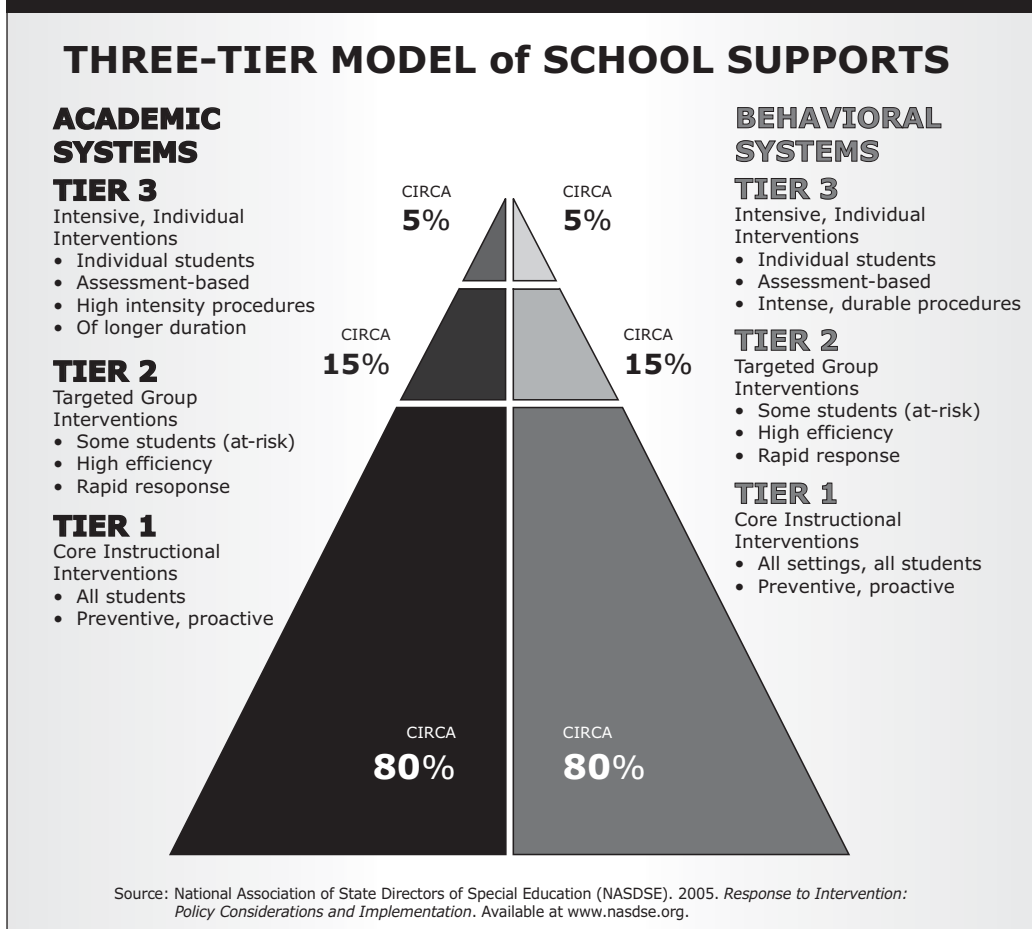 THREE-TIER MODEL of SCHOOL SUPPORTS
ACADEMIC
SYSTEMS
TIER 3
Intensive, Individual
Interventions
• Individual students
• Assessment-based
• High intensity procedures
• Of longer duration
TIER 2
Targeted Group
Interventions
• Some students (at-risk)
• High efficiency
• Rapid resoponse
TIER 1
Core Instructional
Interventions
• All students
• Preventive, proactive
CIRCA
5%
CIRCA
5%
CIRCA
15%
CIRCA
15%
CIRCA
80%
CIRCA
80%
BEHAVIORAL
SYSTEMS
TIER 3
Intensive, Individual
Interventions
• Individual students
• Assessment-based
• Intense, durable procedures
TIER 2
Targeted Group
Interventions
• Some students (at-risk)
• High efficiency
• Rapid response
TIER 1
Core Instructional
Interventions
• All settings, all students
• Preventive, proactive
Source: National Association of State Directors of Special Education (NASDSE). 2005. Response to Intervention:
Policy Considerations and Implementation. Available at www.nasdse.org.